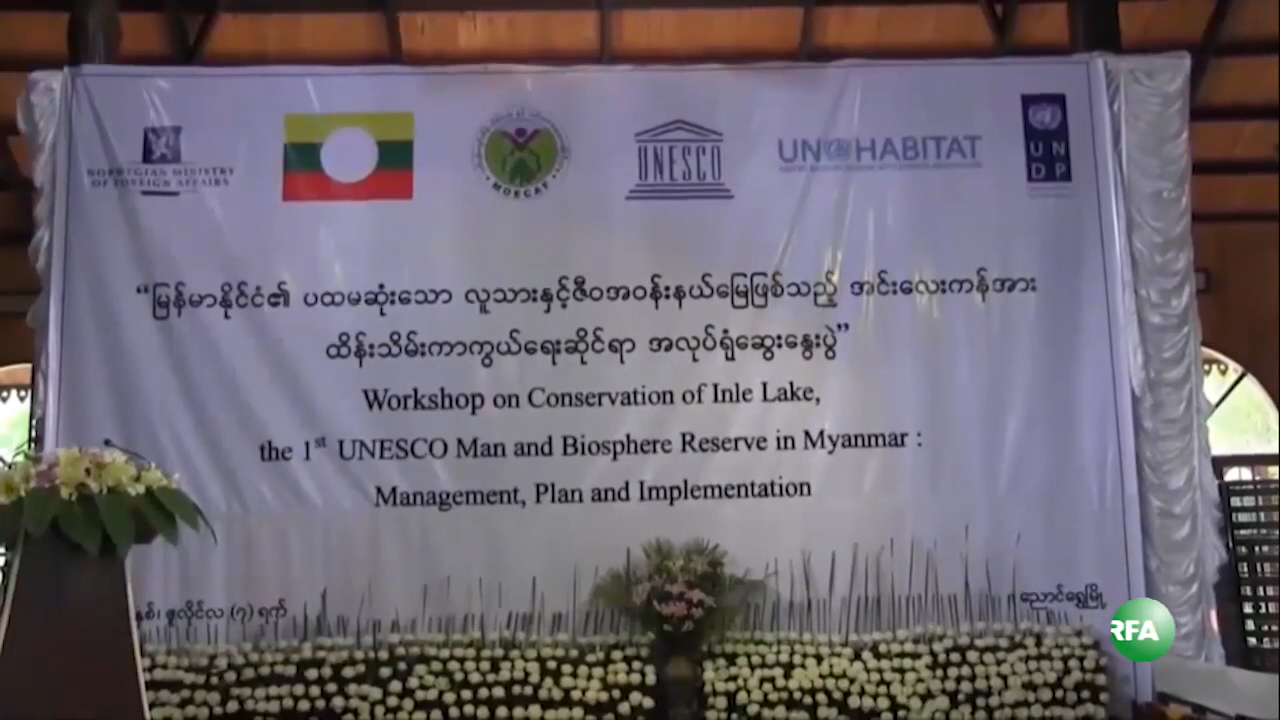 NORWEGIAN MINISTRY
OF FOREIGN AFFAIRS
MOECAF
UNESCO
UN HABITAT
UN
DP
“မြန်မာနိုင်ငံ၏ ပထမဆုံးသော လူသားနှင့်ဇီဝအဝန်းနယ်မြေဖြစ်သည့် အင်းလေးကန်အား
ထိန်းသိမ်းကာကွယ်ရေးဆိုင်ရာ အလုပ်ရုံဆွေးနွေးပွဲ”
Workshop on Conservation of Inle Lake,
the 1st UNESCO Man and Biosphere Reserve in Myanmar :
Management, Plan and Implementation
နှစ်၊ ဇူလိုင်လ (၇) ရက်
ညောင်ရွှေမြို့
RFA